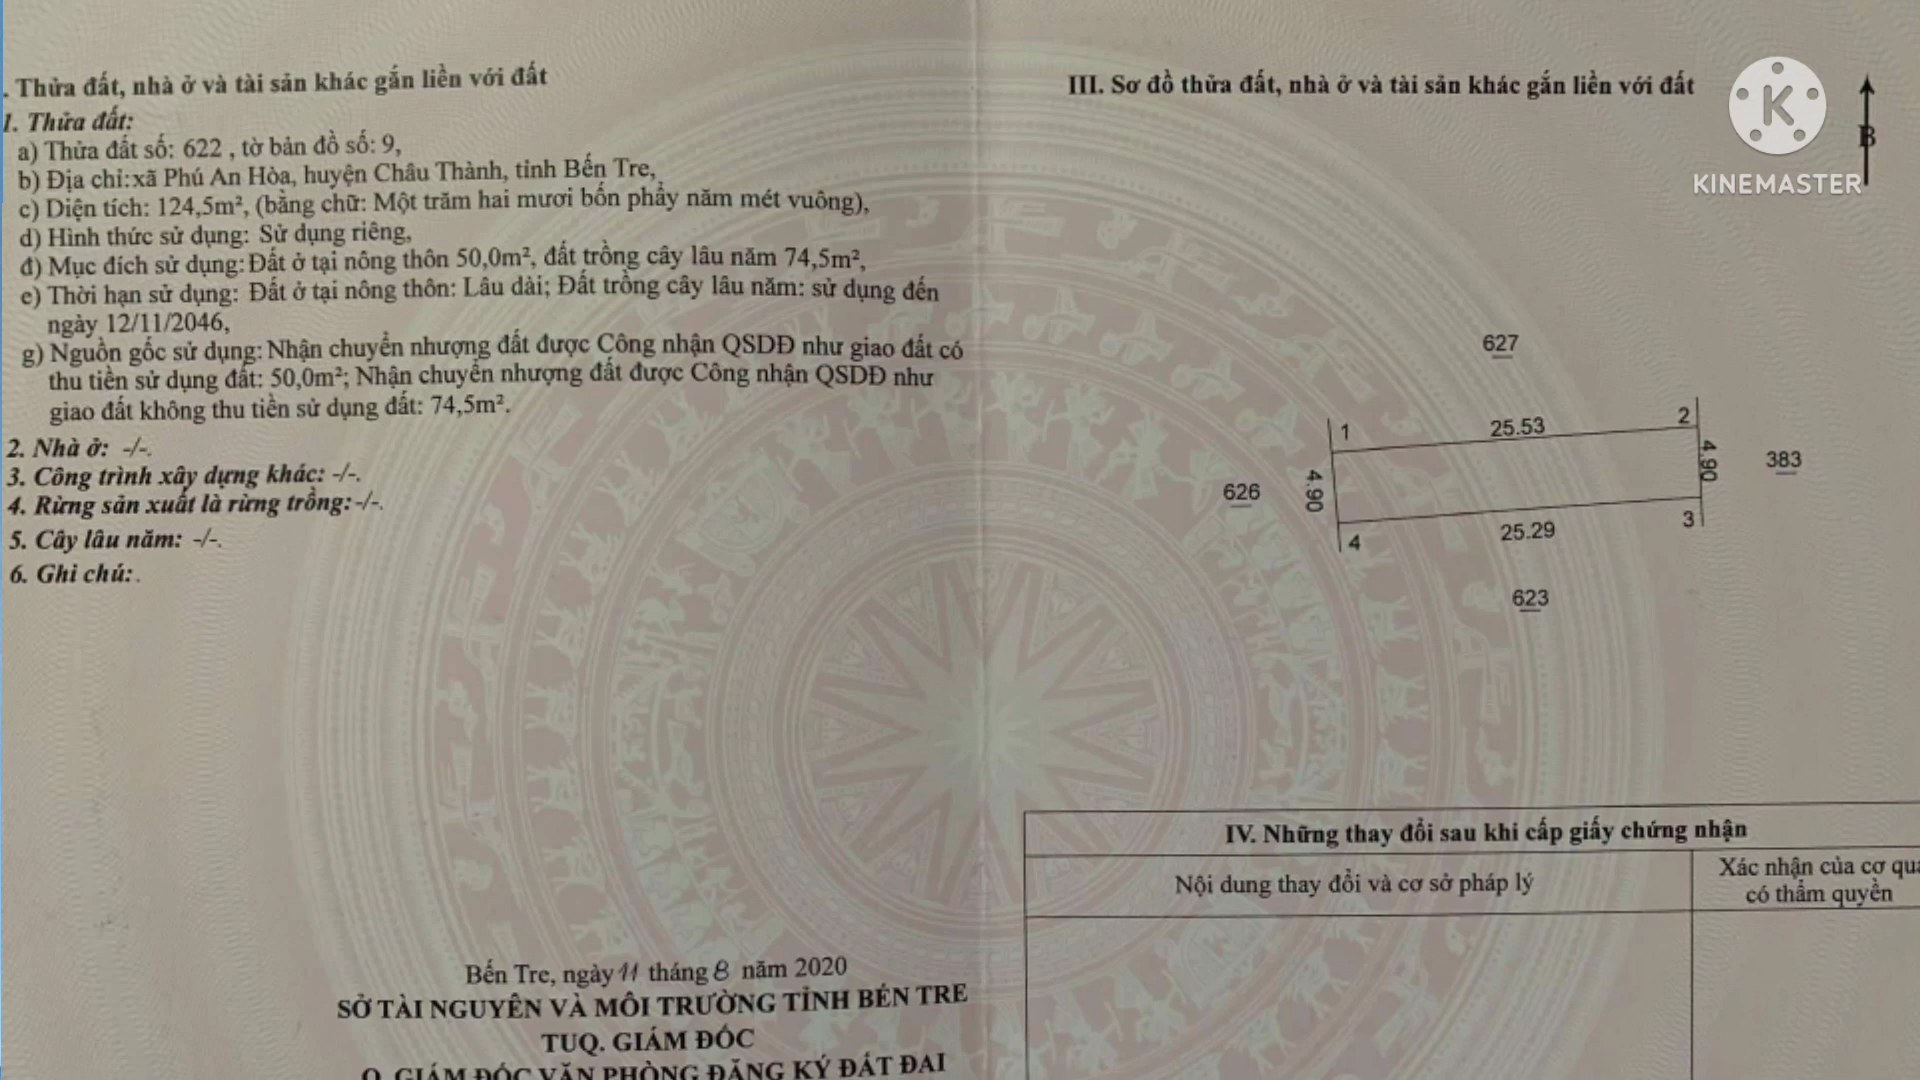 . Thửa đất, nhà ở và tài sản khác gắn liền với đất
1. Thửa đất:
a) Thửa đất số: 622 , tờ bản đồ số: 9,
b) Địa chỉ:xã Phú An Hòa, huyện Châu Thành, tỉnh Bến Tre,
c) Diện tích: 124,5m², (bằng chữ: Một trăm hai mươi bốn phẩy năm mét vuông),
d) Hình thức sử dụng: Sử dụng riêng,
đ) Mục đích sử dụng:Đất ở tại nông thôn 50,0m², đất trồng cây lâu năm 74,5m²,
e) Thời hạn sử dụng: Đất ở tại nông thôn: Lâu dài; Đất trồng cây lâu năm: sử dụng đến
ngày 12/11/2046,
g) Nguồn gốc sử dụng: Nhận chuyển nhượng đất được Công nhận QSDĐ như giao đất có
thu tiền sử dụng đất: 50,0m²; Nhận chuyển nhượng đất được Công nhận QSDĐ như
giao đất không thu tiền sử dụng đất: 74,5m².
2. Nhà ở: -/-.
3. Công trình xây dựng khác: -/-.
4. Rừng sản xuất là rừng trồng:-/-.
5. Cây lâu năm: -/-.
6. Ghi chú: .
Bến Tre, ngày 11 tháng 8 năm 2020
SỞ TÀI NGUYÊN VÀ MÔI TRƯỜNG TỈNH BẾN TRE
TUQ. GIÁM ĐỐC
Q. GIÁM ĐỐC VĂN PHÒNG ĐĂNG KÝ ĐẤT ĐAI
III. Sơ đồ thửa đất, nhà ở và tài sản khác gắn liền với đất
K
B
KINEMASTER
627
1
25.53
2
4.90
383
626
4.90
4
25.29
3
623
IV. Những thay đổi sau khi cấp giấy chứng nhận
Nội dung thay đổi và cơ sở pháp lý
Xác nhận của cơ qua
có thẩm quyền